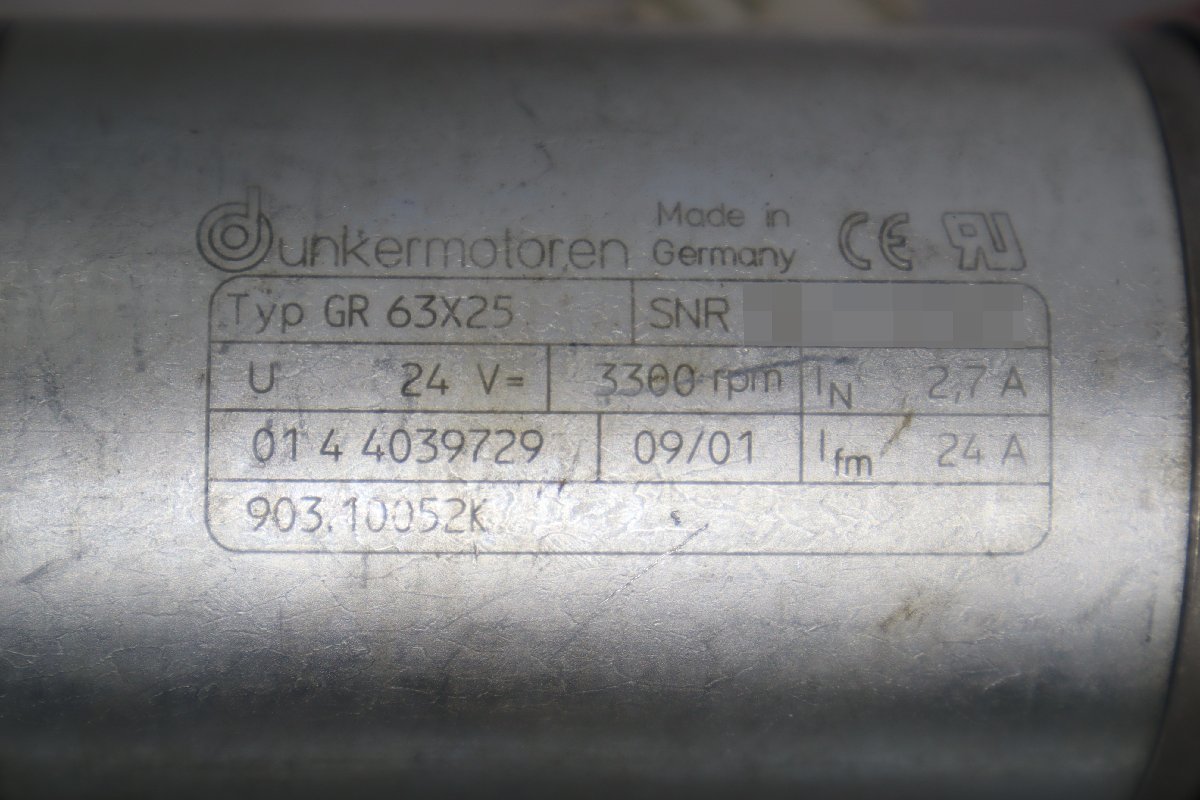 dunkermotoren Made in Germany CE RU
Typ GR 63X25 SNR
U 24 V= 3300 rpm IN 2,7 A
01 4 4039729 09/01 Ifm 24 A
903.10052K